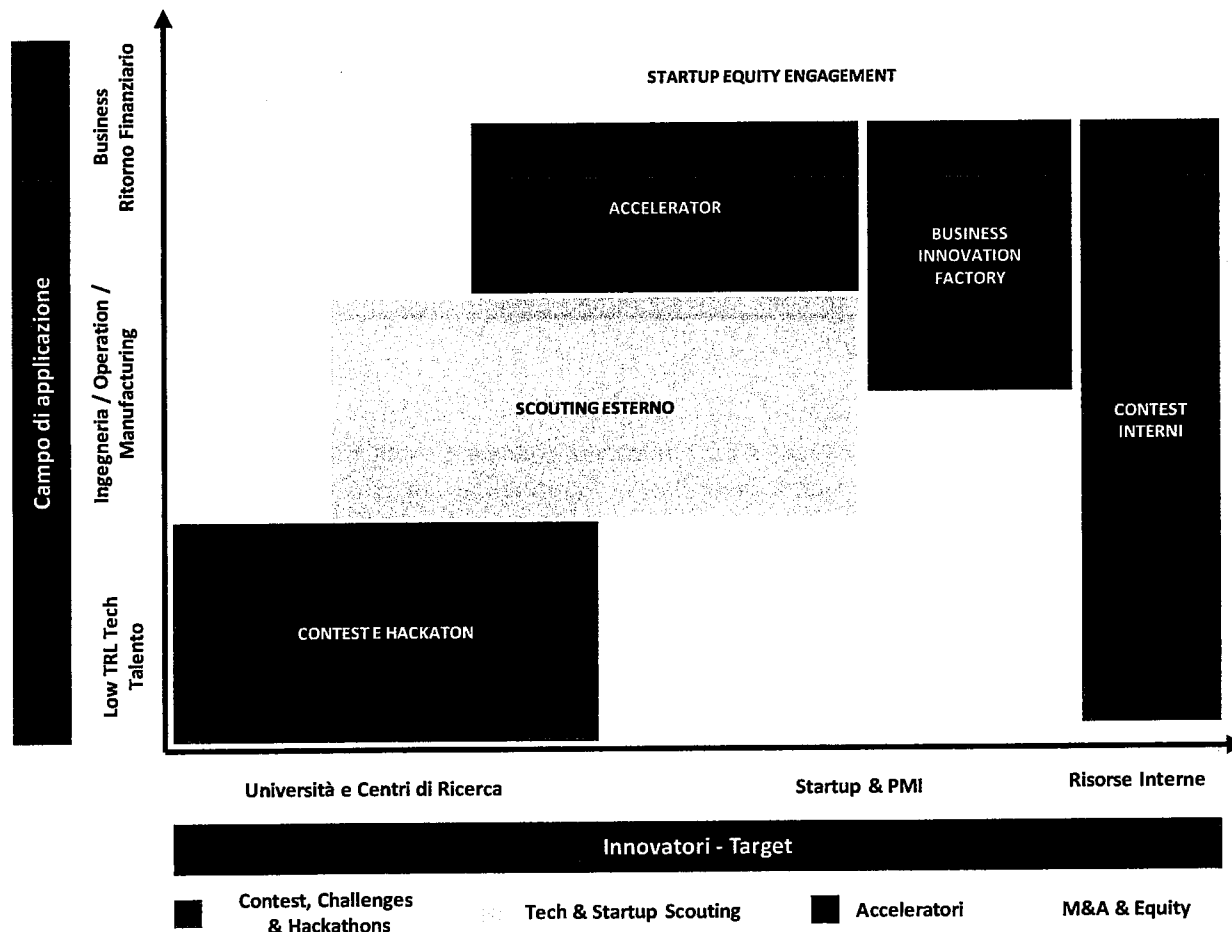 STARTUP EQUITY ENGAGEMENT
Business
Ritorno Finanziario
ACCELERATOR
BUSINESS
INNOVATION
FACTORY
Campo di applicazione
Ingegneria / Operation /
Manufacturing
SCOUTING ESTERNO
CONTEST
INTERNI
Low TRL Tech
Talento
CONTEST E HACKATON
Università e Centri di Ricerca
Startup & PMI
Risorse Interne
Innovatori - Target
Contest, Challenges
& Hackathons
Tech & Startup Scouting
Acceleratori
M&A & Equity